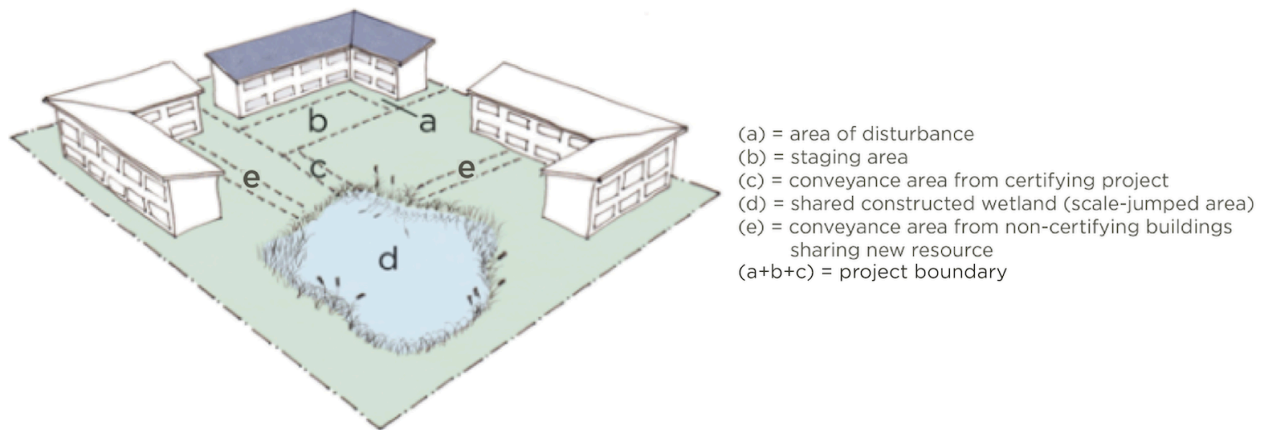 b
a
c
e
e
d
(a) = area of disturbance
(b) = staging area
(c) = conveyance area from certifying project
(d) = shared constructed wetland (scale-jumped area)
(e) = conveyance area from non-certifying buildings
sharing new resource
(a+b+c) = project boundary